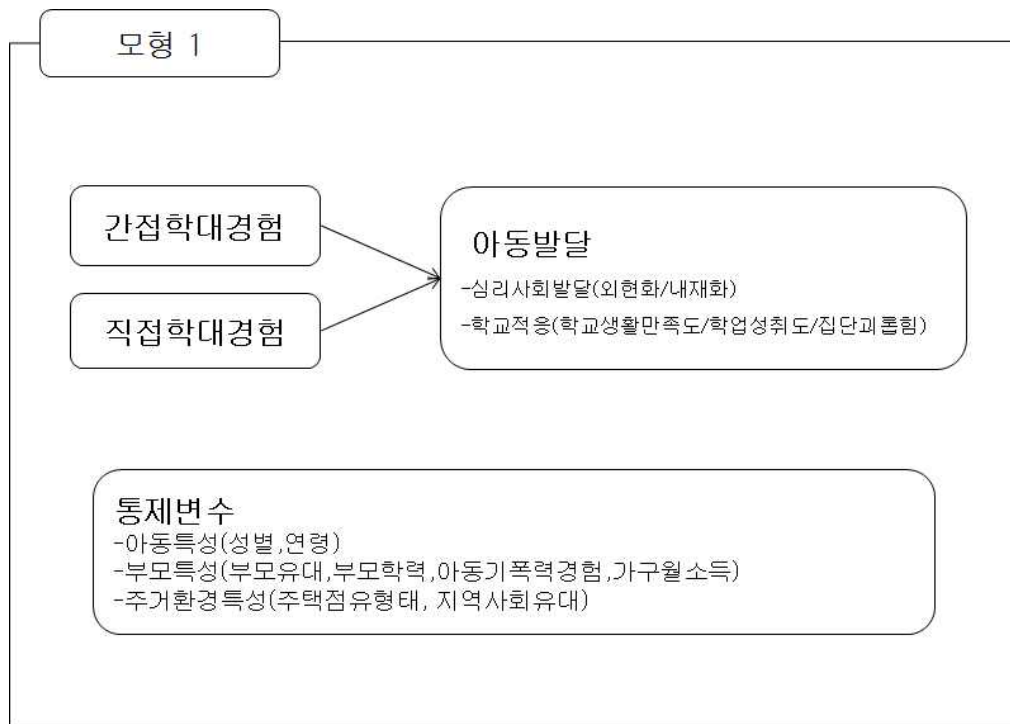 모형 1
간접학대경험
직접학대경험
아동발달
-심리사회발달(외현화/내재화)
-학교적응(학교생활만족도/학업성취도/집단괴롭힘)
통제변수
-아동특성(성별,연령)
-부모특성(부모유대,부모학력,아동기폭력경험,가구월소득)
-주거환경특성(주택점유형태, 지역사회유대)